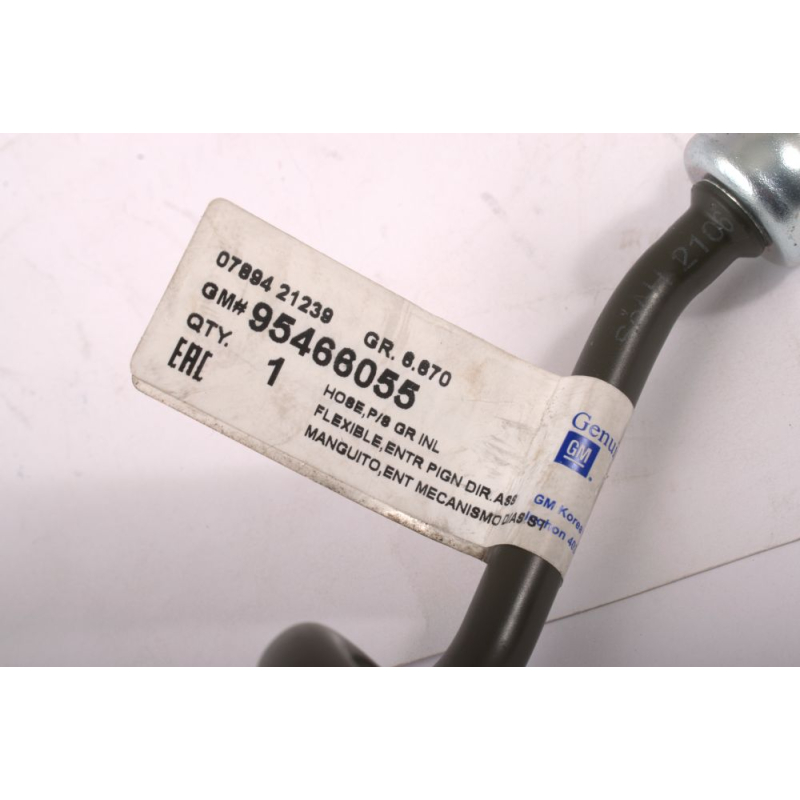 07894 21239 GR. 6.670
GM# 95466055
QTY. 1
EAC
HOSE,P/S GR INL
FLEXIBLE,ENTR PIGN DIR.ASS
MANGUITO,ENT MECANISMO
GM
GM Korea